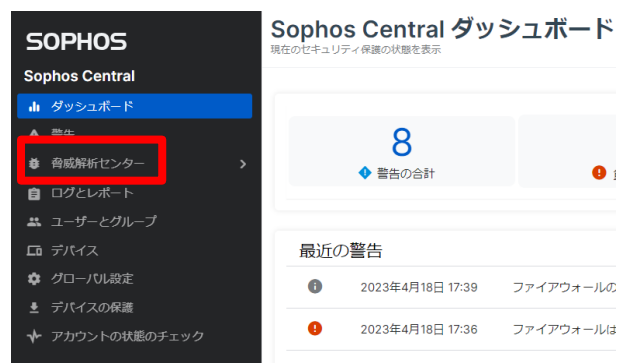 SOPHOS
Sophos Central
ダッシュボード
警告
脅威解析センター
ログとレポート
ユーザーとグループ
デバイス
グローバル設定
デバイスの保護
アカウントの状態のチェック
Sophos Central ダッシュボード
現在のセキュリティ保護の状態を表示
8
警告の合計
最近の警告
2023年4月18日 17:39 ファイアウォールの
2023年4月18日 17:36 ファイアウォールは